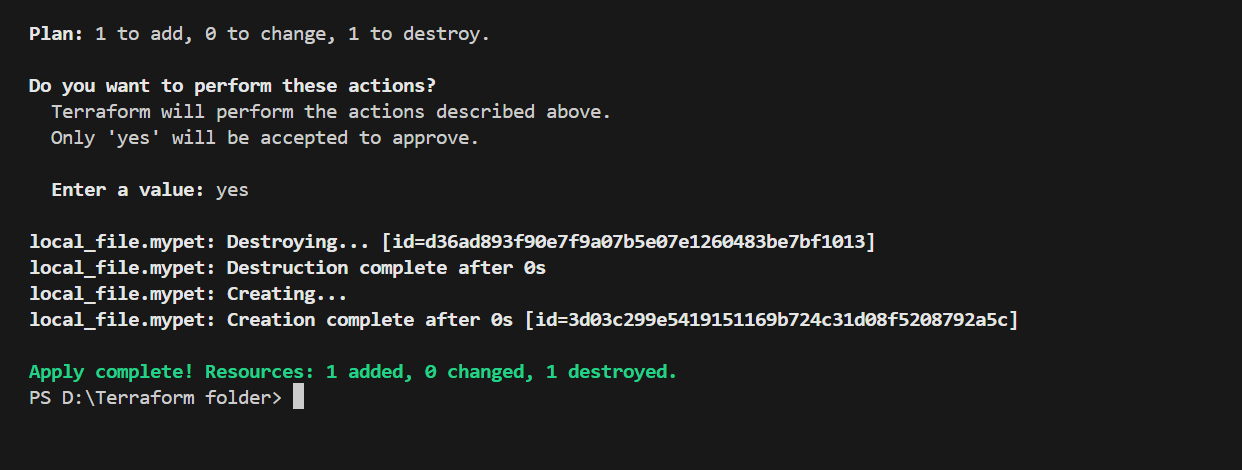 Plan: 1 to add, 0 to change, 1 to destroy.
Do you want to perform these actions?
Terraform will perform the actions described above.
Only 'yes' will be accepted to approve.
Enter a value: yes
local_file.mypet: Destroying... [id=d36ad893f90e7f9a07b5e07e1260483be7bf1013]
local_file.mypet: Destruction complete after 0s
local_file.mypet: Creating...
local_file.mypet: Creation complete after 0s [id=3d03c299e5419151169b724c31d08f5208792a5c]
Apply complete! Resources: 1 added, 0 changed, 1 destroyed.
PS D:\Terraform folder>